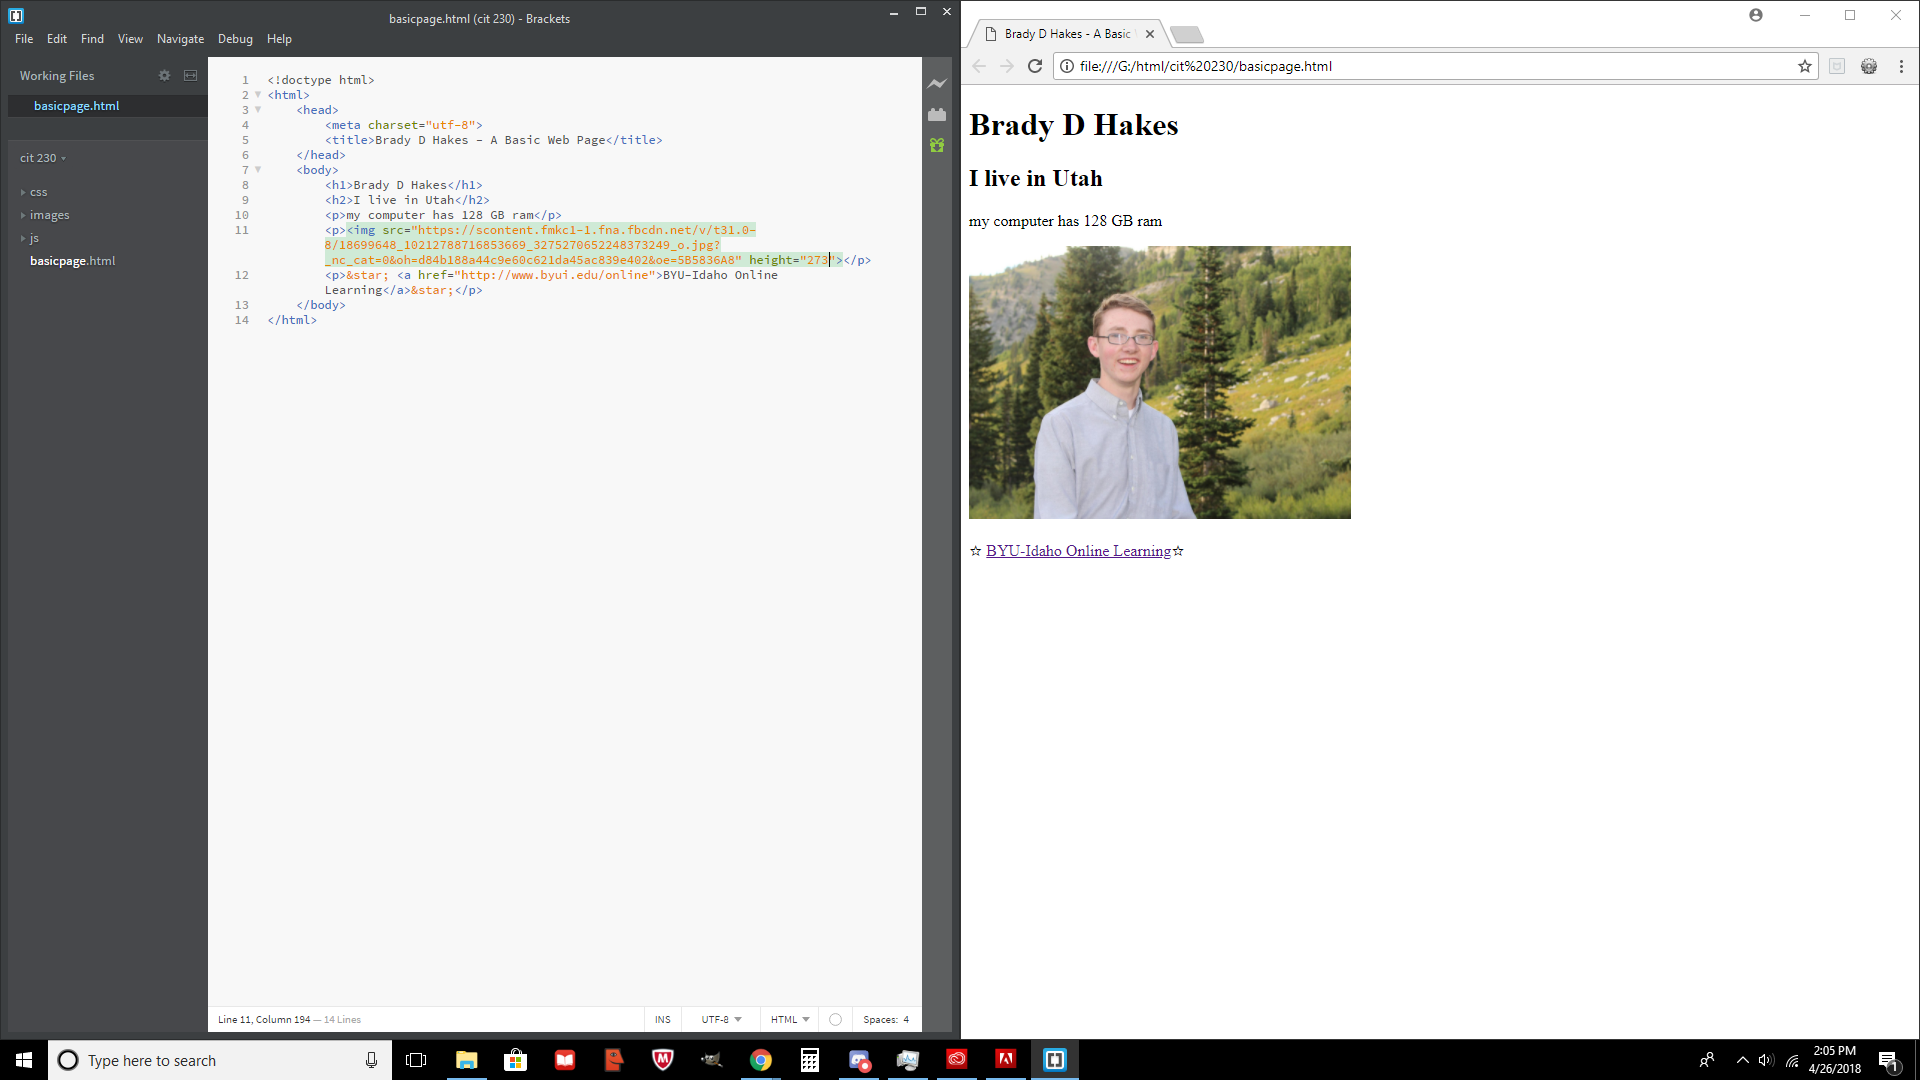 basicpage.html (cit 230) - Brackets
File Edit Find View Navigate Debug Help
Working Files
basicpage.html
cit 230
css
images
js
basicpage.html
1 <!doctype html>
2 <html>
3 <head>
4 <meta charset="utf-8">
5 <title>Brady D Hakes - A Basic Web Page</title>
6 </head>
7 <body>
8 <h1>Brady D Hakes</h1>
9 <h2>I live in Utah</h2>
10 <p>my computer has 128 GB ram</p>
11 <p><img src="https://scontent.fmkc1-1.fna.fbcdn.net/v/t31.0-
8/18699648_10212788716853669_3275270652248373249_o.jpg?
_nc_cat=0&oh=d84b188a44c9e60c621da45ac839e402&oe=5B5836A8" height="273"></p>
12 <p>&star; <a href="http://www.byui.edu/online">BYU-Idaho Online
Learning</a>&star;</p>
13 </body>
14 </html>
Line 11, Column 194 — 14 Lines
INS UTF-8 HTML Spaces: 4
Brady D Hakes - A Basic
file:///G:/html/cit%20230/basicpage.html
Brady D Hakes
I live in Utah
my computer has 128 GB ram
☆ BYU-Idaho Online Learning☆
Type here to search
2:05 PM
4/26/2018
1